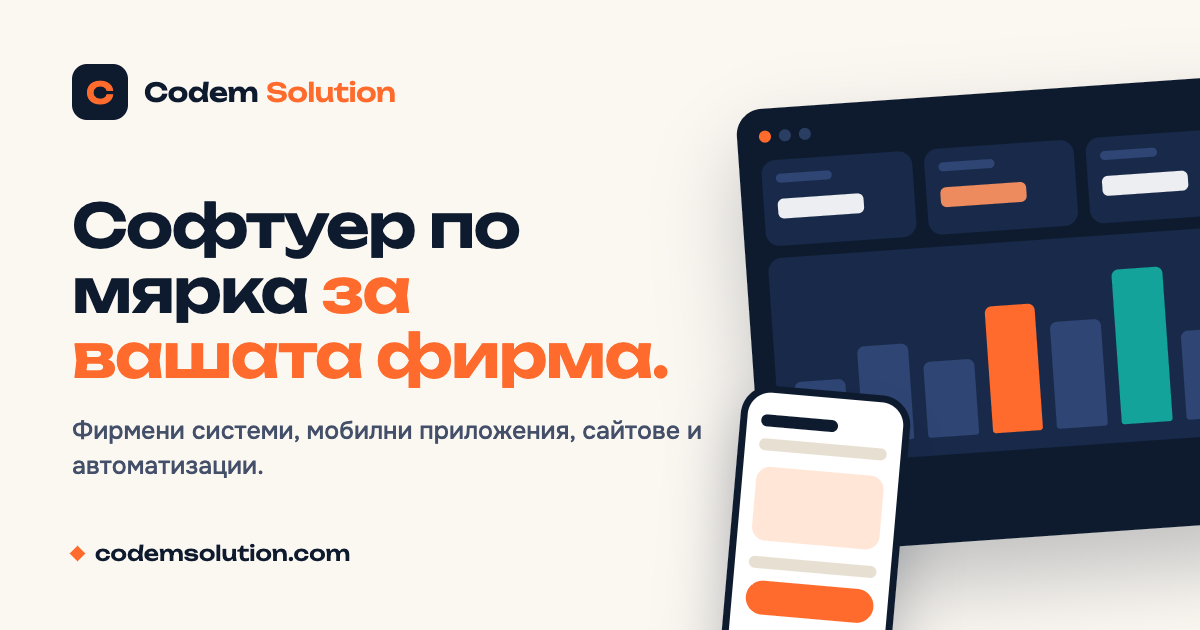 C
Codem Solution
Софтуер по
мярка за
вашата фирма.
Фирмени системи, мобилни приложения, сайтове и
автоматизации.
codemsolution.com